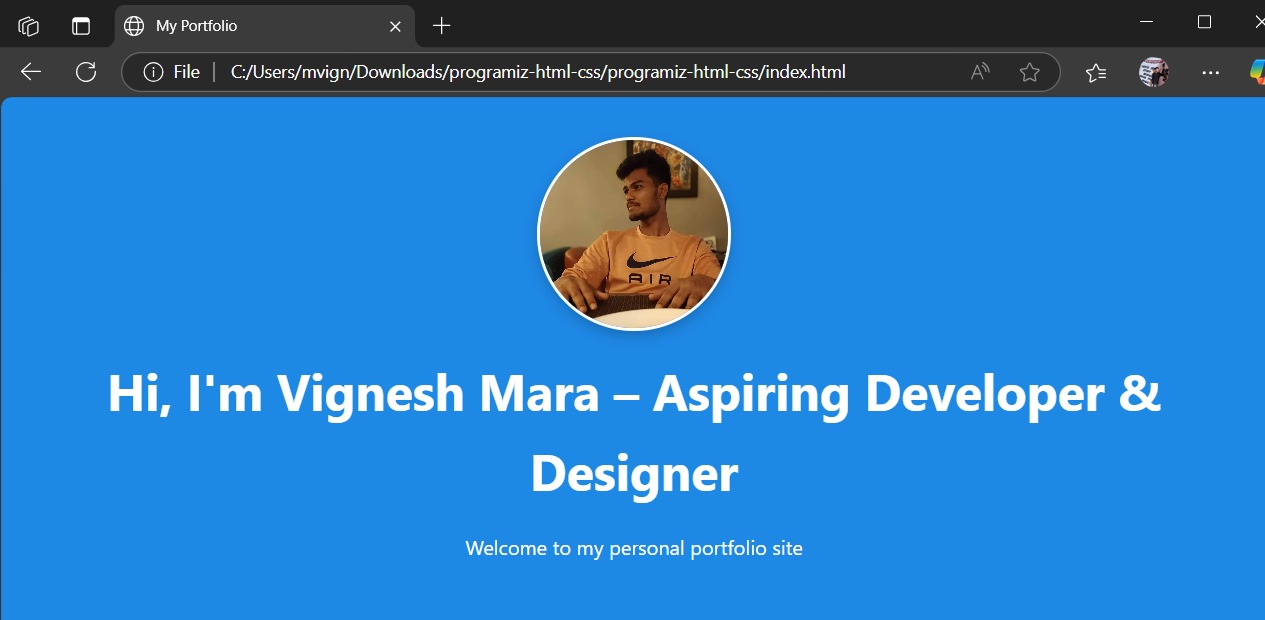 My Portfolio
File | C:/Users/mvign/Downloads/programiz-html-css/programiz-html-css/index.html
AIR
Hi, I'm Vignesh Mara – Aspiring Developer &
Designer
Welcome to my personal portfolio site